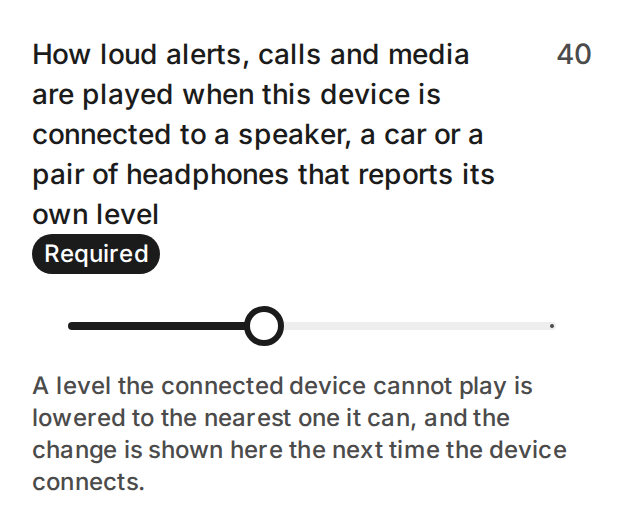 How loud alerts, calls and media
40
are played when this device is
connected to a speaker, a car or a
pair of headphones that reports its
own level
Required
A level the connected device cannot play is
lowered to the nearest one it can, and the
change is shown here the next time the device
connects.